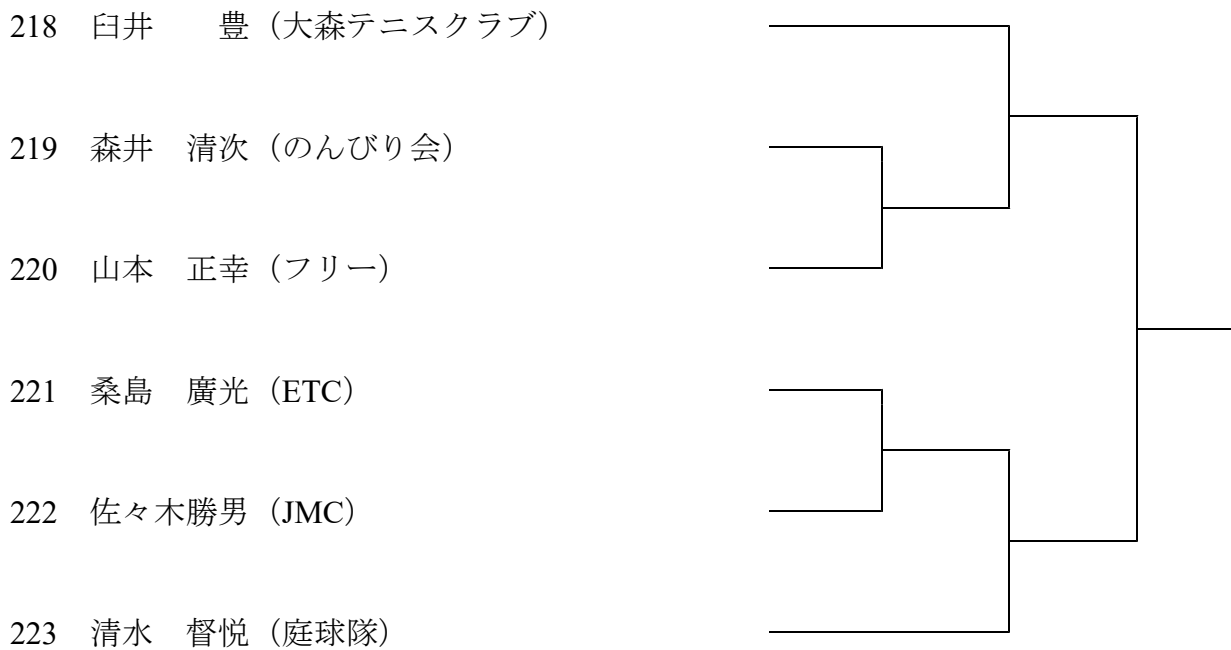 218 臼井　　豊（大森テニスクラブ）
219 森井　清次（のんびり会）
220 山本　正幸（フリー）
221 桑島　廣光（ETC）
222 佐々木勝男（JMC）
223 清水　督悦（庭球隊）